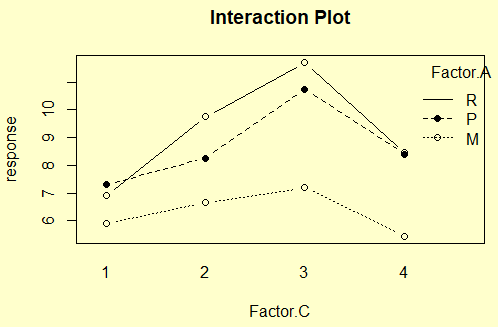 Interaction Plot
Factor.A
R
P
M
response
10
9
8
7
6
1 2 3 4
Factor.C